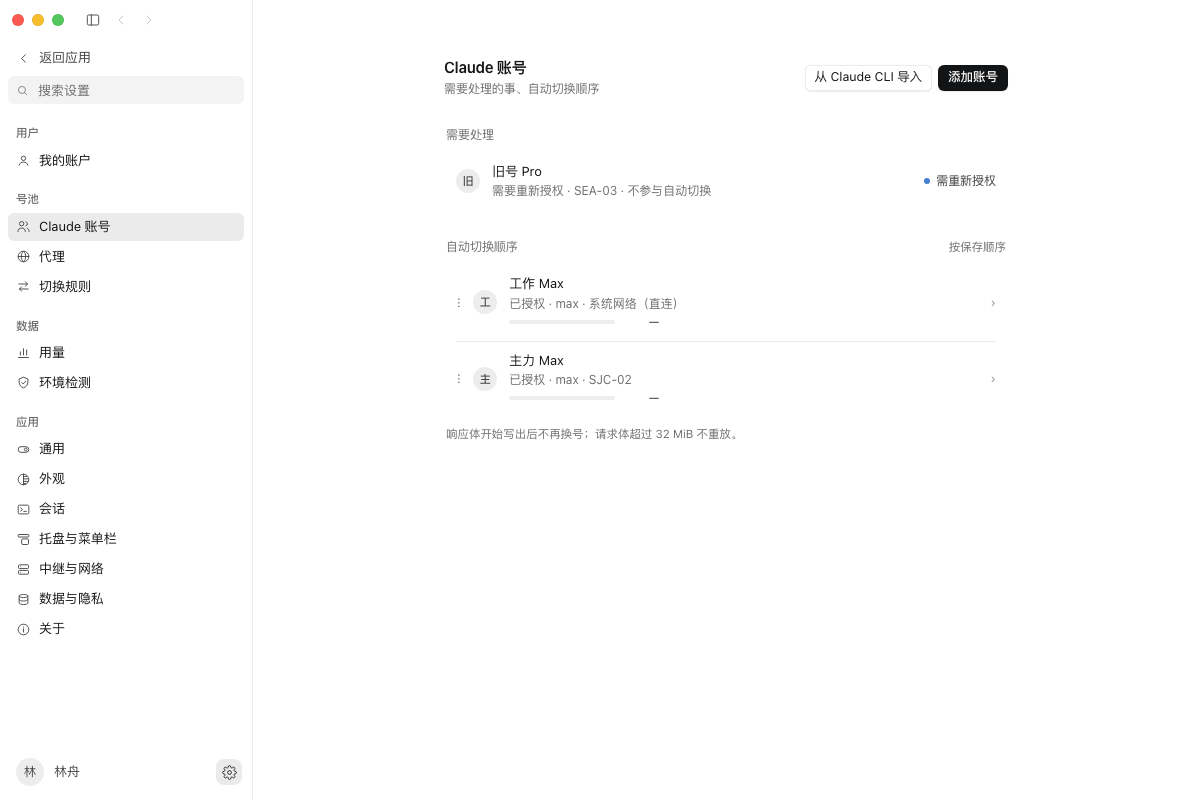 返回应用
搜索设置
用户
我的账户
号池
Claude 账号
代理
切换规则
数据
用量
环境检测
应用
通用
外观
会话
托盘与菜单栏
中继与网络
数据与隐私
关于
林 林舟
Claude 账号
需要处理的事、自动切换顺序
从 Claude CLI 导入
添加账号
需要处理
旧
旧号 Pro
需要重新授权 · SEA-03 · 不参与自动切换
需重新授权
自动切换顺序
按保存顺序
工
工作 Max
已授权 · max · 系统网络（直连）
—
主
主力 Max
已授权 · max · SJC-02
—
响应体开始写出后不再换号；请求体超过 32 MiB 不重放。